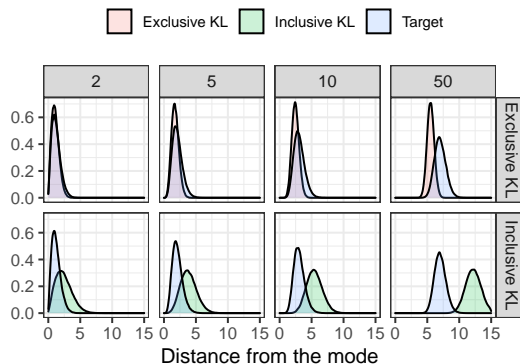 Exclusive KL Inclusive KL Target
2 5 10 50
0.6
0.4
0.2
0.0
Exclusive KL
0.6
0.4
0.2
0.0
Inclusive KL
0 5 10 15 0 5 10 15 0 5 10 15 0 5 10 15
Distance from the mode